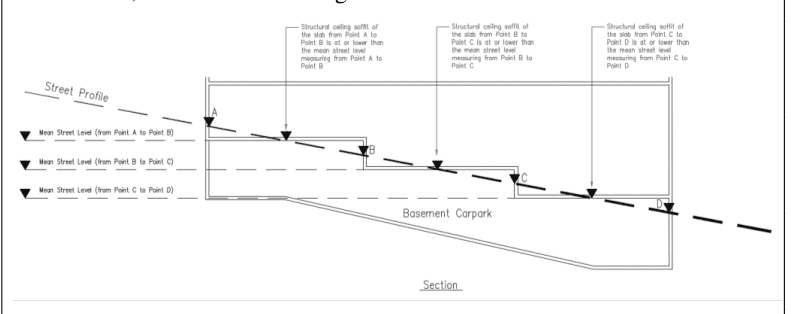 Structural ceiling soffit of
the slab from Point A to
Point B is at or lower than
the mean street level
measuring from Point A to
Point B
Structural ceiling soffit of
the slab from Point B to
Point C is at or lower than
the mean street level
measuring from Point B to
Point C
Structural ceiling soffit of
the slab from Point C to
Point D is at or lower than
the mean street level
measuring from Point C to
Point D
Street Profile
A
Mean Street Level (from Point A to Point B)
B
Mean Street Level (from Point B to Point C)
C
Mean Street Level (from Point C to Point D)
D
Basement Carpark
Section